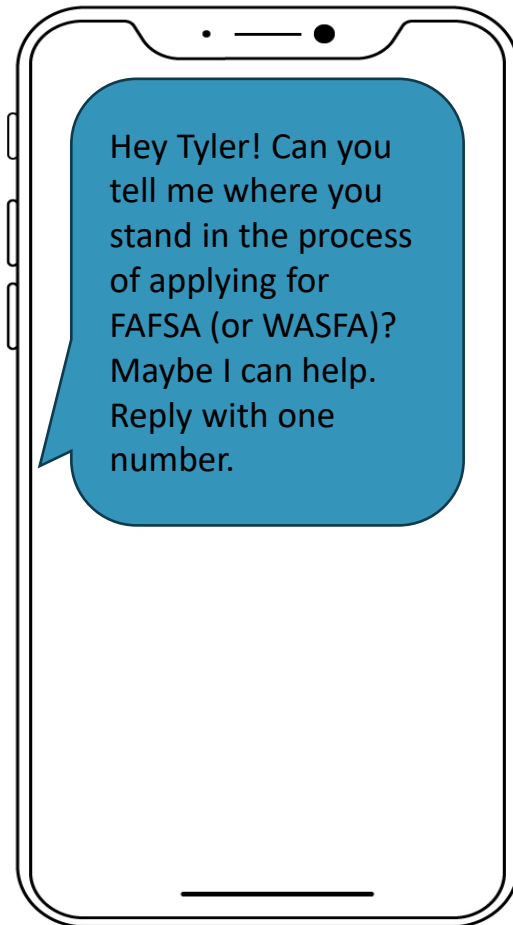 Hey Tyler! Can you
tell me where you
stand in the process
of applying for
FAFSA (or WASFA)?
Maybe I can help.
Reply with one
number.